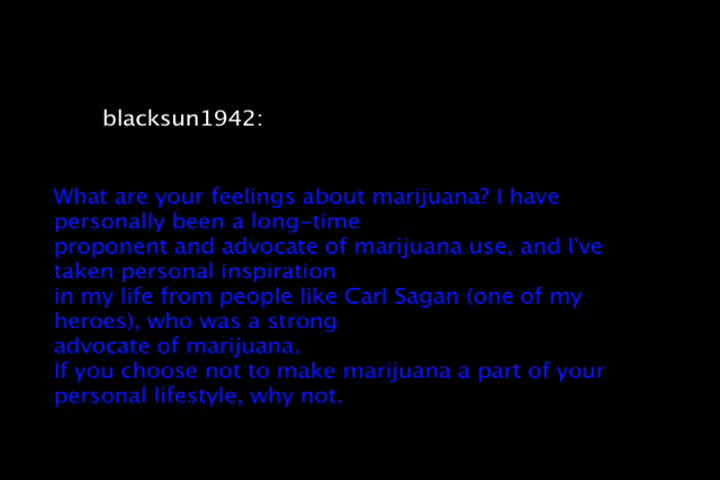 blacksun1942:
What are your feelings about marijuana? I have
personally been a long-time
proponent and advocate of marijuana use, and I've
taken personal inspiration
in my life from people like Carl Sagan (one of my
heroes), who was a strong
advocate of marijuana.
If you choose not to make marijuana a part of your
personal lifestyle, why not.